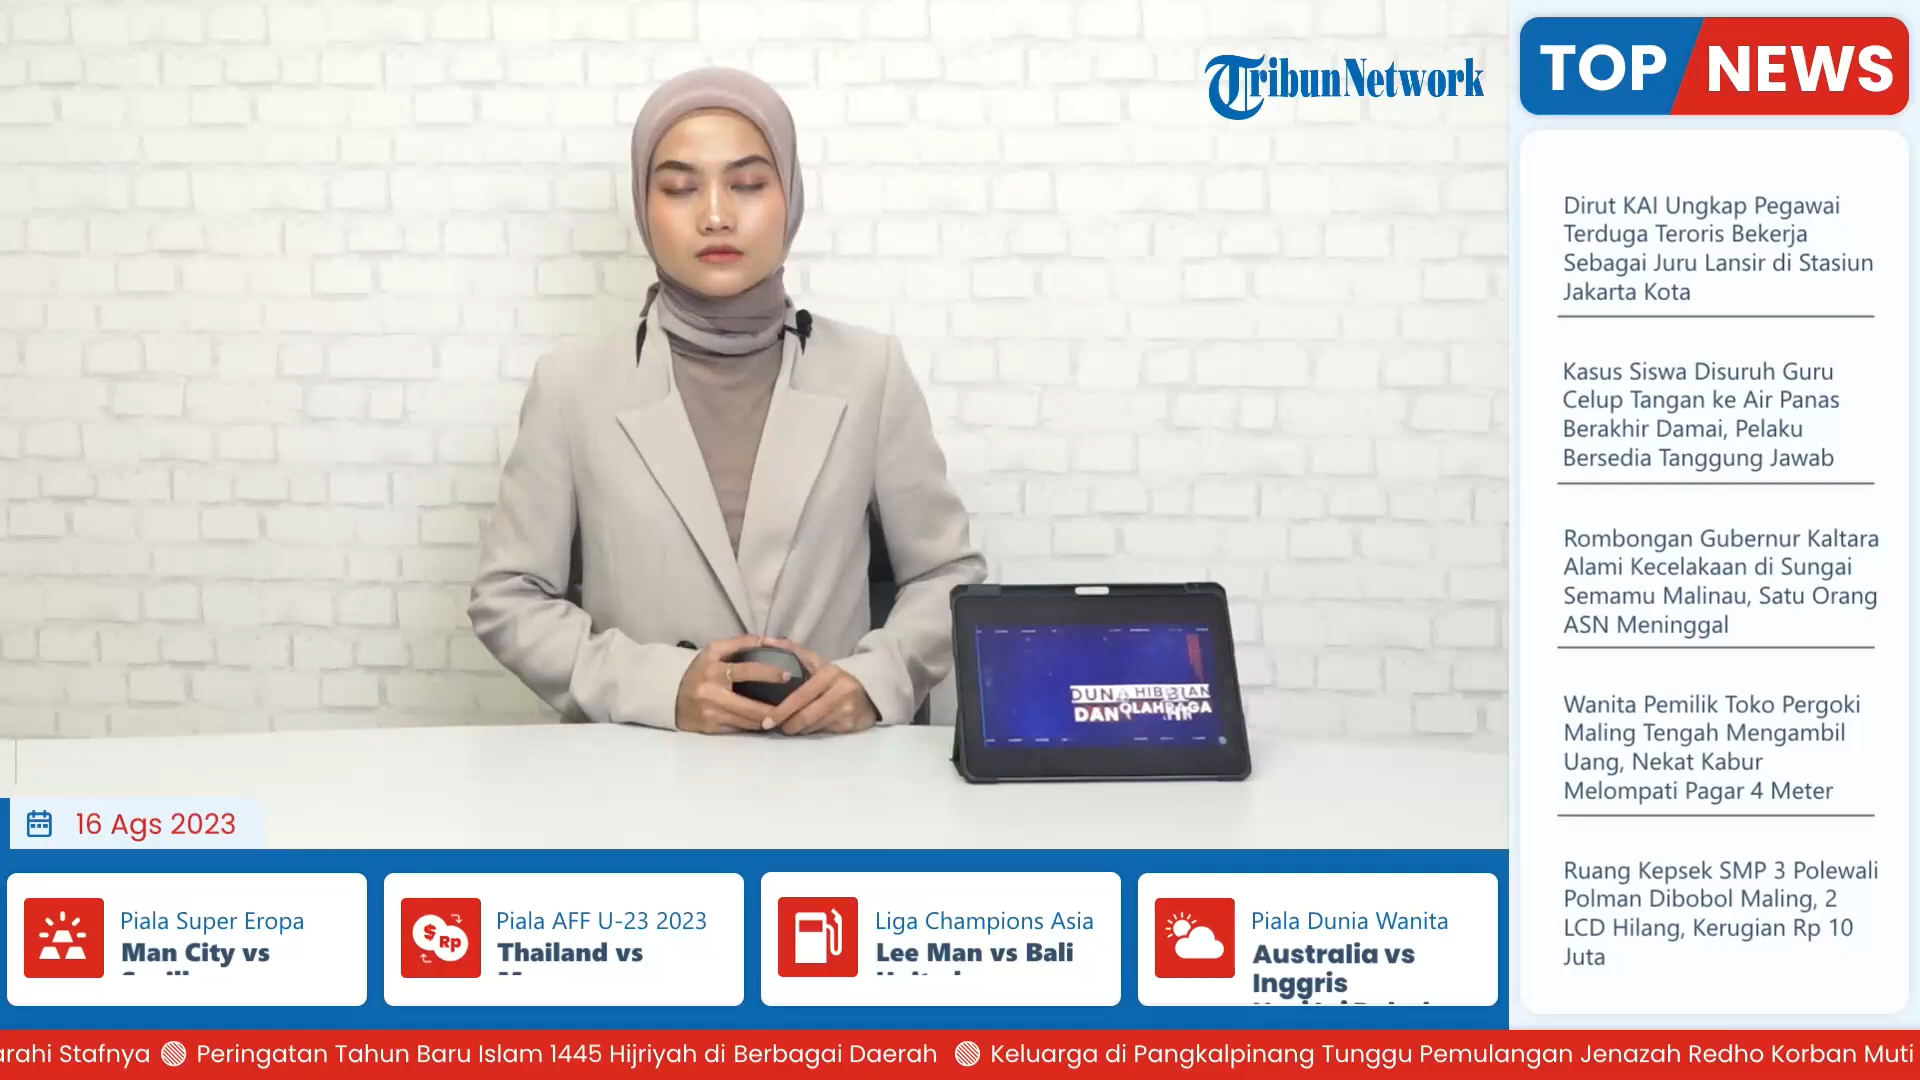 TribunNetwork
TOP NEWS
Dirut KAI Ungkap Pegawai
Terduga Teroris Bekerja
Sebagai Juru Lansir di Stasiun
Jakarta Kota
Kasus Siswa Disuruh Guru
Celup Tangan ke Air Panas
Berakhir Damai, Pelaku
Bersedia Tanggung Jawab
Rombongan Gubernur Kaltara
Alami Kecelakaan di Sungai
Semamu Malinau, Satu Orang
ASN Meninggal
Wanita Pemilik Toko Pergoki
Maling Tengah Mengambil
Uang, Nekat Kabur
Melompati Pagar 4 Meter
Ruang Kepsek SMP 3 Polewali
Polman Dibobol Maling, 2
LCD Hilang, Kerugian Rp 10
Juta
DAN OLAHRAGA
16 Ags 2023
Piala Super Eropa
Man City vs
$ Rp
Piala AFF U-23 2023
Thailand vs
Liga Champions Asia
Lee Man vs Bali
Piala Dunia Wanita
Australia vs
Inggris
arahi Stafnya Peringatan Tahun Baru Islam 1445 Hijriyah di Berbagai Daerah Keluarga di Pangkalpinang Tunggu Pemulangan Jenazah Redho Korban Muti